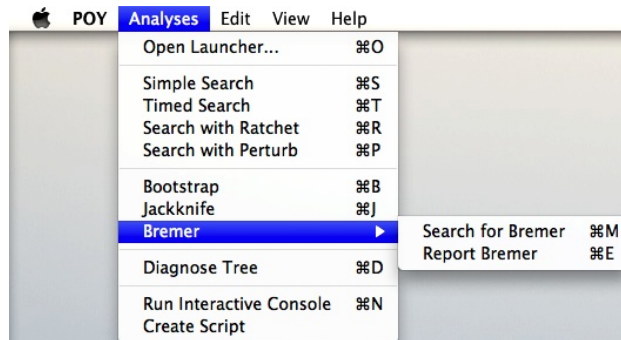 POY Analyses Edit View Help
Open Launcher... ⌘O
Simple Search ⌘S
Timed Search ⌘T
Search with Ratchet ⌘R
Search with Perturb ⌘P
Bootstrap ⌘B
Jackknife ⌘J
Bremer ▶
Search for Bremer ⌘M
Report Bremer ⌘E
Diagnose Tree ⌘D
Run Interactive Console ⌘N
Create Script